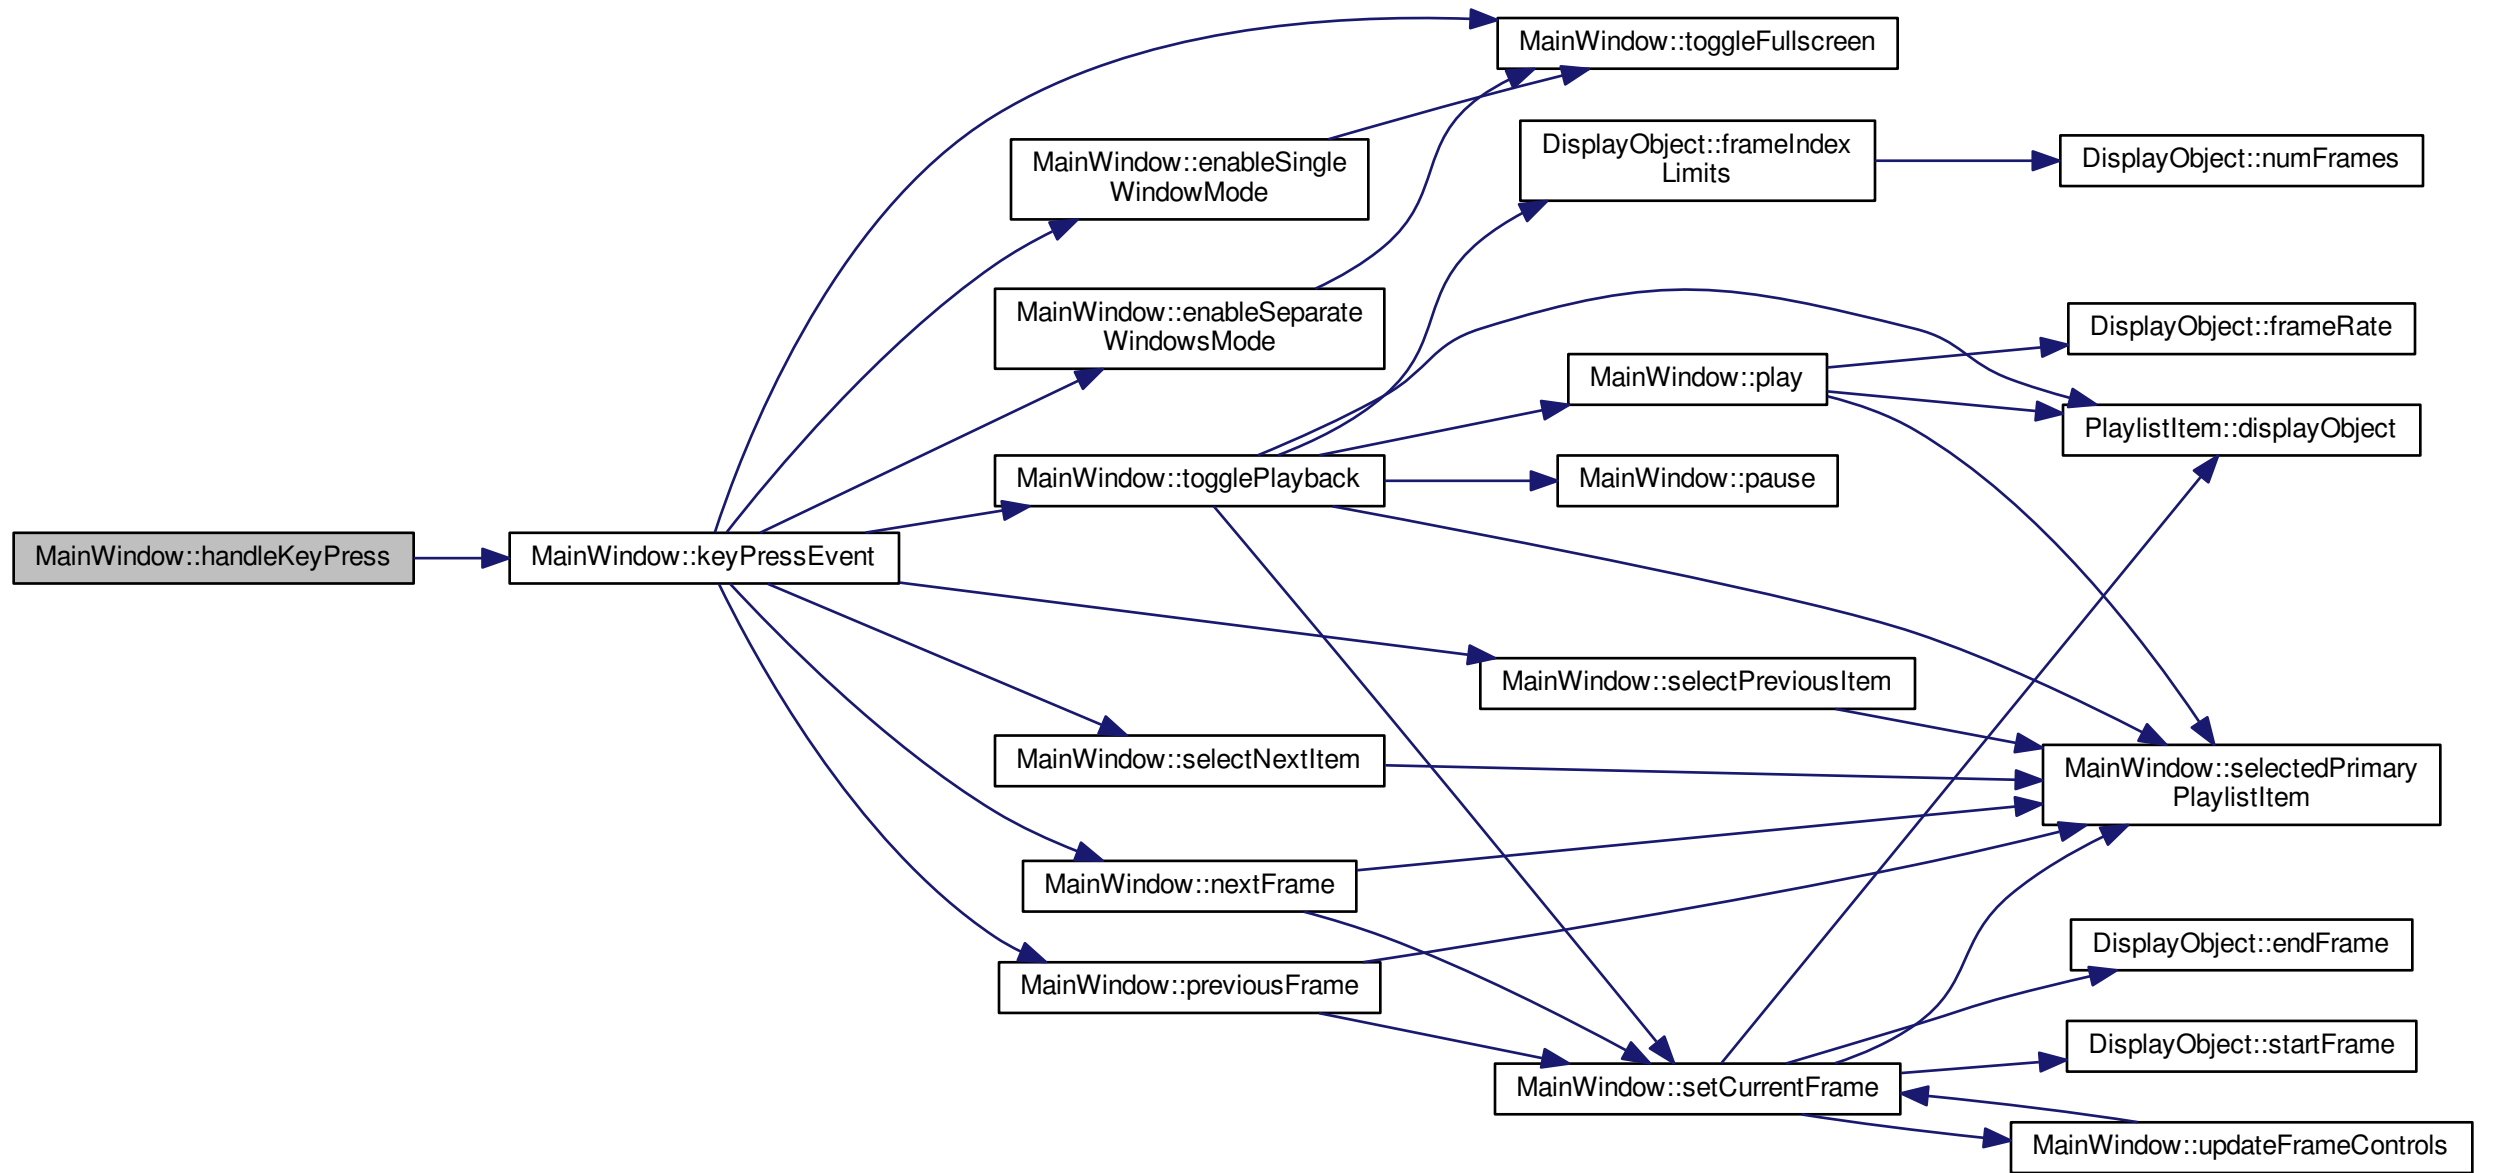 MainWindow::toggleFullscreen
DisplayObject::frameIndex
Limits
DisplayObject::numFrames
MainWindow::enableSingle
WindowMode
MainWindow::enableSeparate
WindowsMode
DisplayObject::frameRate
MainWindow::play
PlaylistItem::displayObject
MainWindow::togglePlayback
MainWindow::pause
MainWindow::handleKeyPress
MainWindow::keyPressEvent
MainWindow::selectPreviousItem
MainWindow::selectNextItem
MainWindow::selectedPrimary
PlaylistItem
MainWindow::nextFrame
DisplayObject::endFrame
MainWindow::previousFrame
DisplayObject::startFrame
MainWindow::setCurrentFrame
MainWindow::updateFrameControls